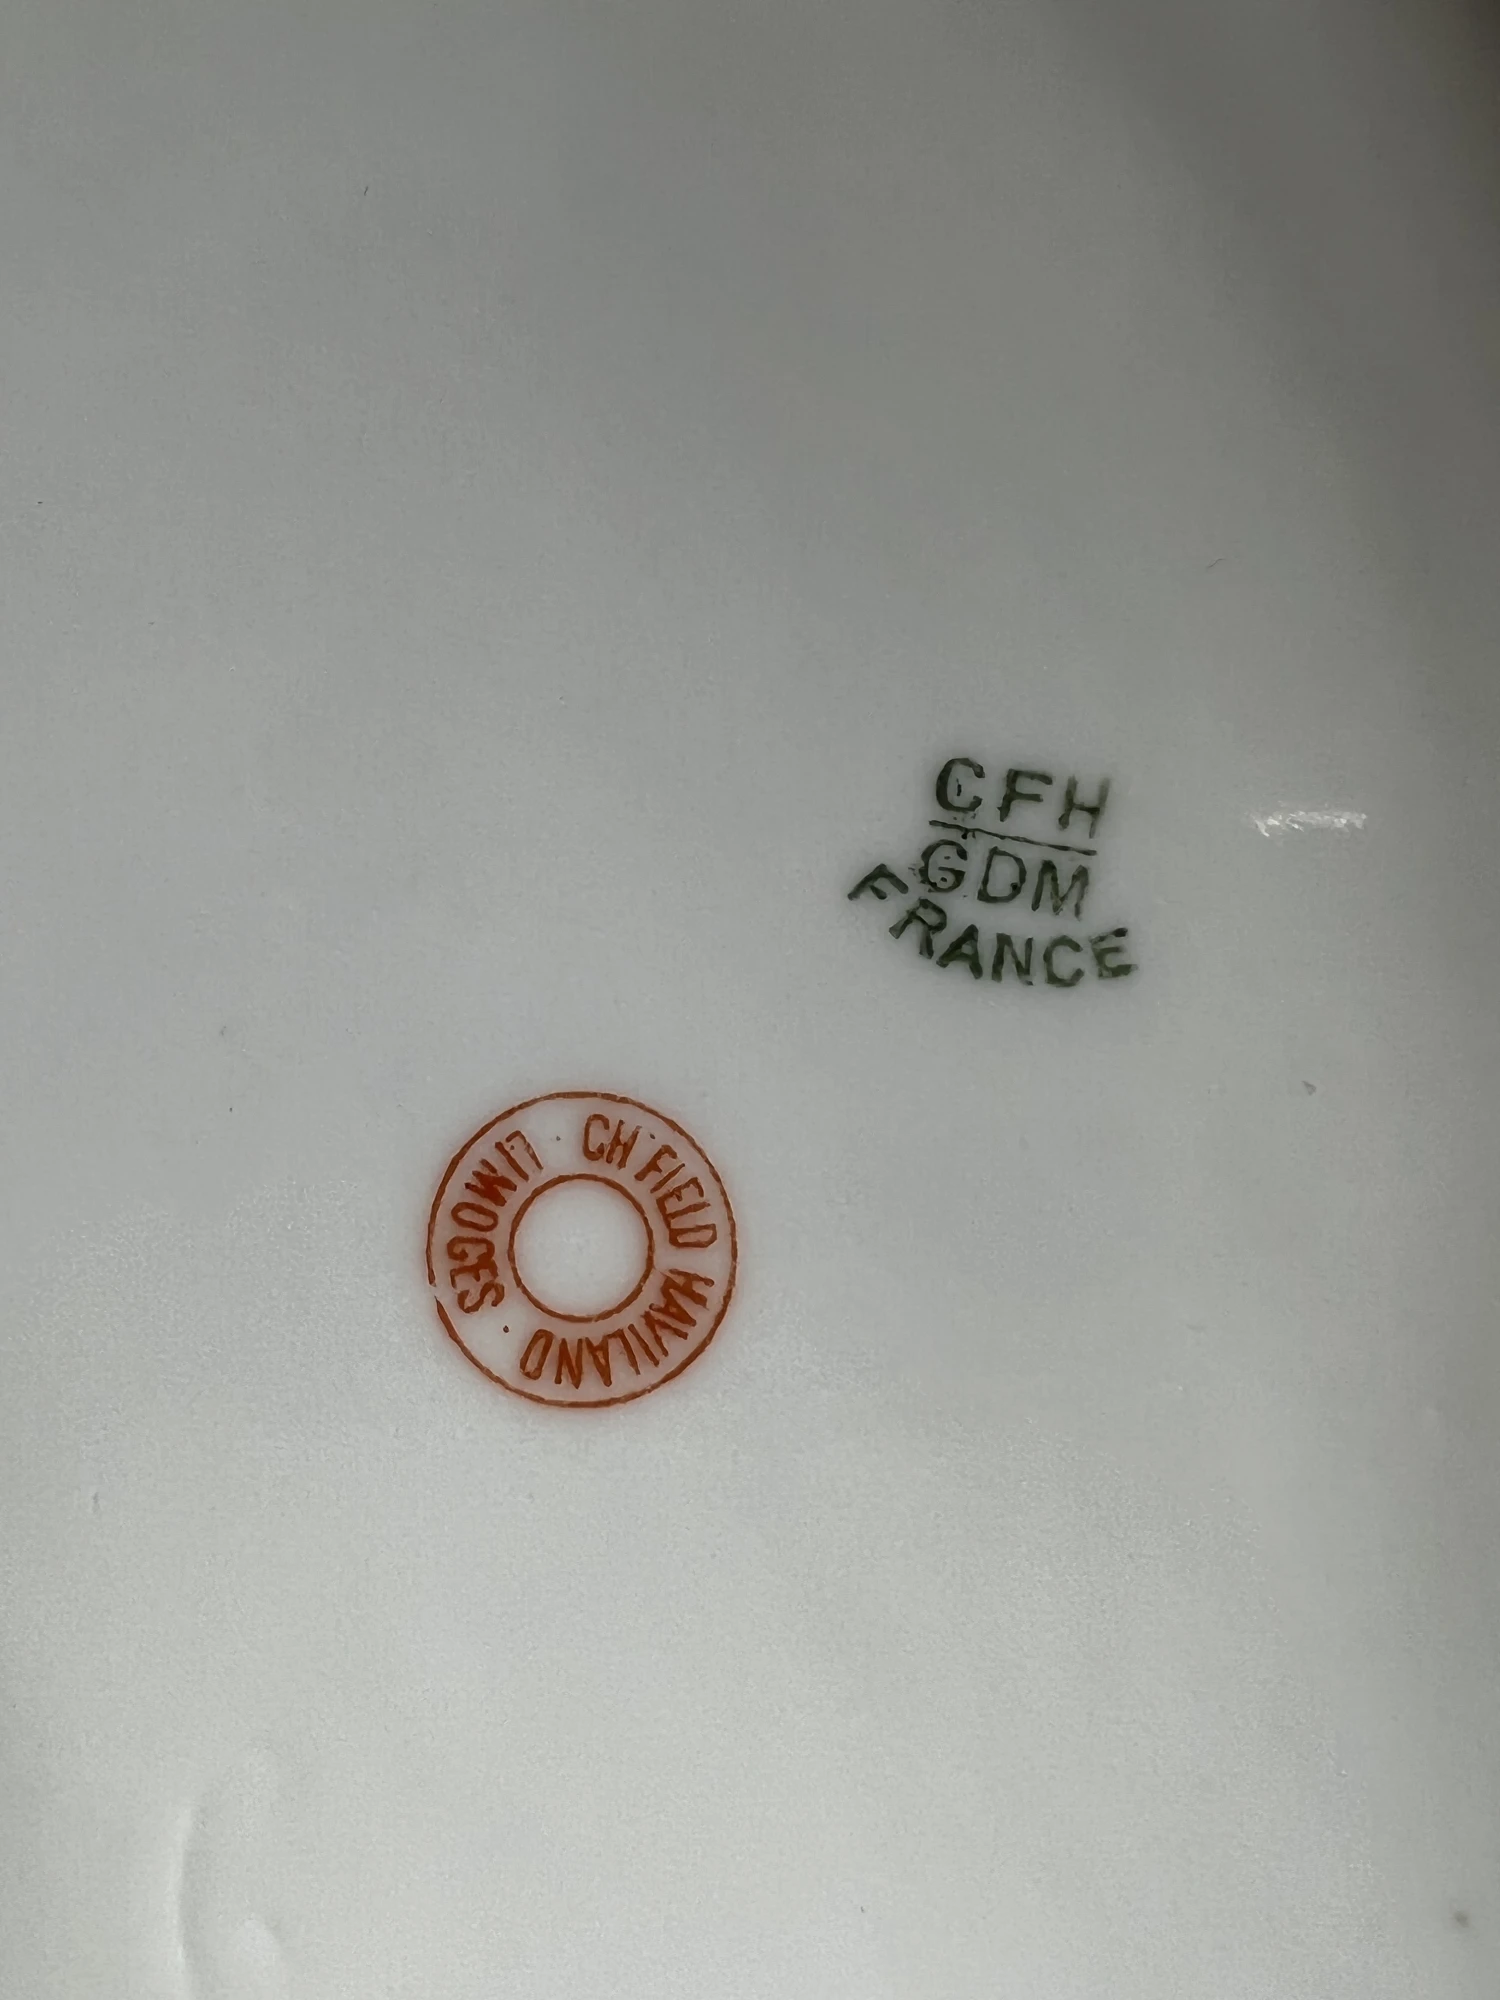 CFH
GDM
FRANCE
CH FIELD HAVILAND · LIMOGES ·